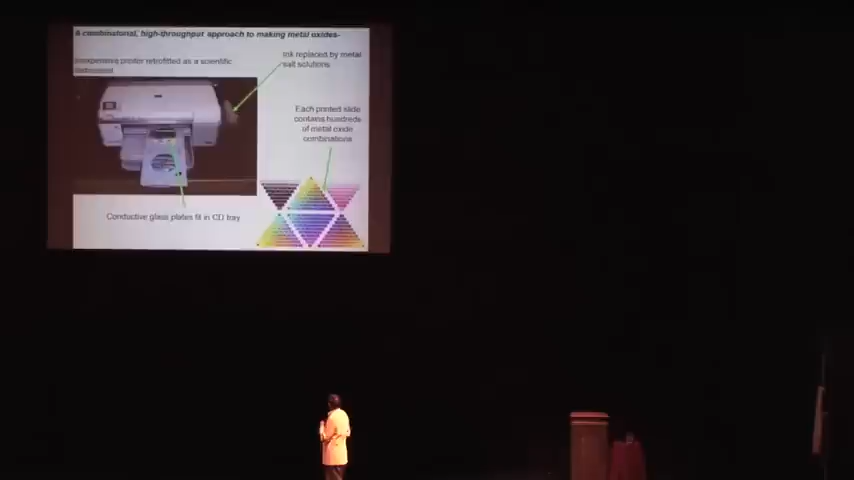 A combinatorial, high-throughput approach to making metal oxides-
Inexpensive printer retrofitted as a scientific
instrument
Ink replaced by metal
salt solutions
Each printed slide
contains hundreds
of metal oxide
combinations
Conductive glass plates fit in CD tray